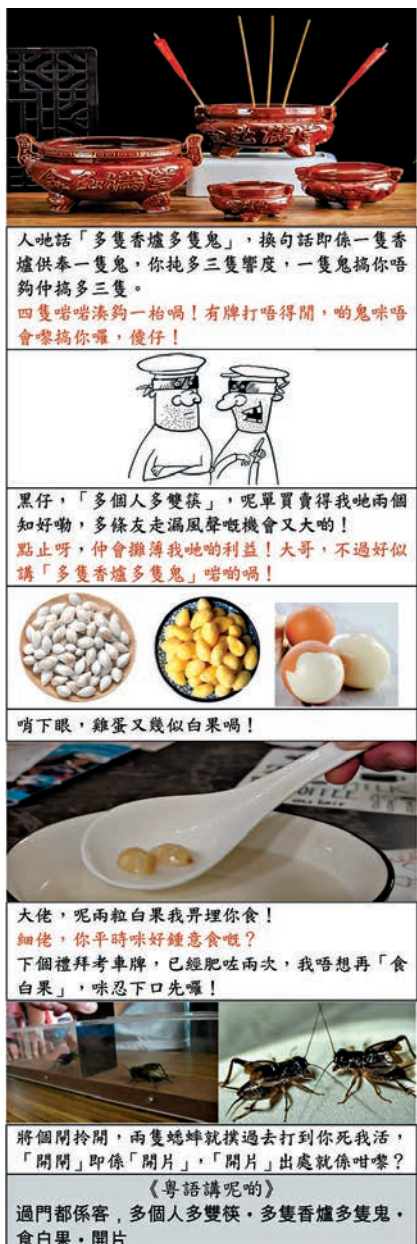 人哋話「多隻香爐多隻鬼」，換句話即係一隻香
爐供奉一隻鬼，你扽多三隻響度，一隻鬼搞你唔
夠仲搞多三隻。
四隻啱啱湊夠一枱喎！有牌打唔得閒，啲鬼咪唔
會嚟搞你囉，傻仔！
黑仔，「多個人多雙筷」，呢單買賣得我哋兩個
知好嘞，多條友走漏風聲嘅機會又大啲！
點止呀，仲會攤薄我哋啲利益！大哥，不過好似
講「多隻香爐多隻鬼」啱啲喎！
哨下眼，雞蛋又幾似白果喎！
大佬，呢兩粒白果我畀埋你食！
細佬，你平時咪好鍾意食嘅？
下個禮拜考車牌，已經肥咗兩次，我唔想再「食
白果」，咪忍下口先囉！
將個閘拎開，兩隻蟋蟀就撲過去打到你死我活，
「開閘」即係「開片」，「開片」出處就係咁嚟？
《粵語講呢啲》
過門都係客，多個人多雙筷・多隻香爐多隻鬼・
食白果・開片